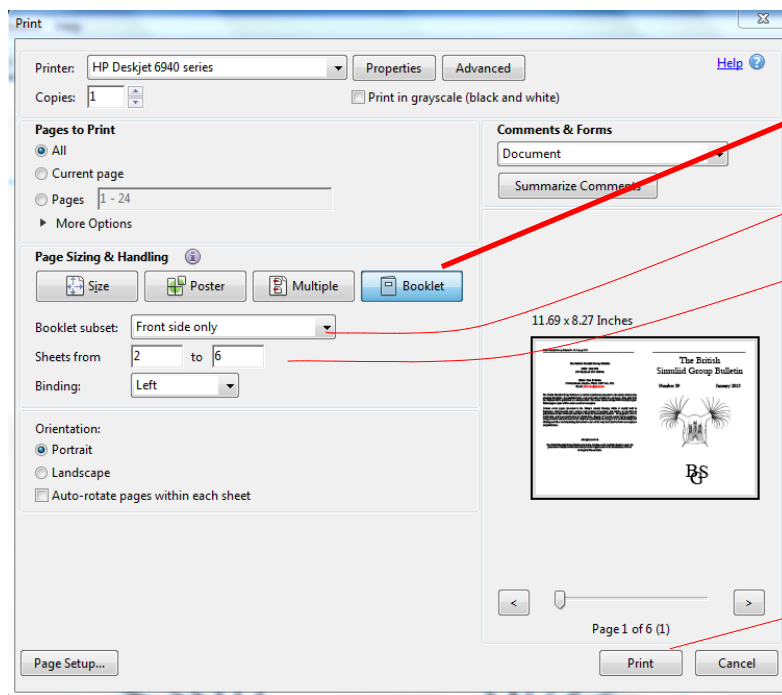 Print
Printer: HP Deskjet 6940 series Properties Advanced Help
Copies: 1 Print in grayscale (black and white)
Pages to Print
All
Current page
Pages 1 - 24
More Options
Comments & Forms
Document
Summarize Comments
Page Sizing & Handling
Size Poster Multiple Booklet
Booklet subset: Front side only
Sheets from 2 to 6
Binding: Left
Orientation:
Portrait
Landscape
Auto-rotate pages within each sheet
11.69 x 8.27 Inches
The British
Simuliid Group Bulletin
Number 39 January 2013
BSG
< >
Page 1 of 6 (1)
Page Setup... Print Cancel